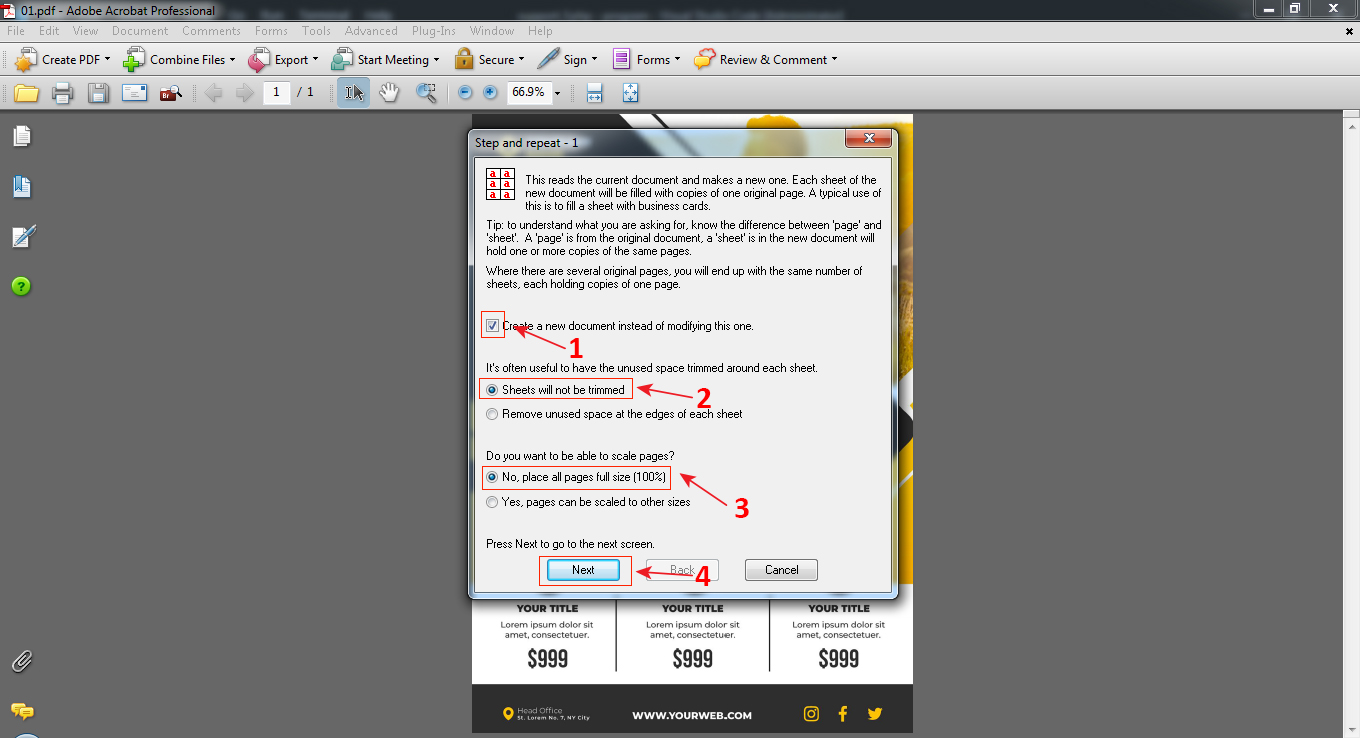 01.pdf - Adobe Acrobat Professional
File Edit View Document Comments Forms Tools Advanced Plug-Ins Window Help
Create PDF Combine Files Export Start Meeting Secure Sign Forms Review & Comment
Br 1 / 1 66.9%
?
Step and repeat - 1
a a
a a
a a
This reads the current document and makes a new one. Each sheet of the
new document will be filled with copies of one original page. A typical use of
this is to fill a sheet with business cards.
Tip: to understand what you are asking for, know the difference between 'page' and
'sheet'. A 'page' is from the original document, a 'sheet' is in the new document will
hold one or more copies of the same pages.
Where there are several original pages, you will end up with the same number of
sheets, each holding copies of one page.
Create a new document instead of modifying this one.
1
It's often useful to have the unused space trimmed around each sheet.
Sheets will not be trimmed
2
Remove unused space at the edges of each sheet
Do you want to be able to scale pages?
No, place all pages full size (100%)
3
Yes, pages can be scaled to other sizes
Press Next to go to the next screen.
Next Back 4 Cancel
YOUR TITLE YOUR TITLE YOUR TITLE
Lorem ipsum dolor sit Lorem ipsum dolor sit Lorem ipsum dolor sit
amet, consectetuer. amet, consectetuer. amet, consectetuer.
$999 $999 $999
Head Office
St. Lorem No. 7, NY City
WWW.YOURWEB.COM